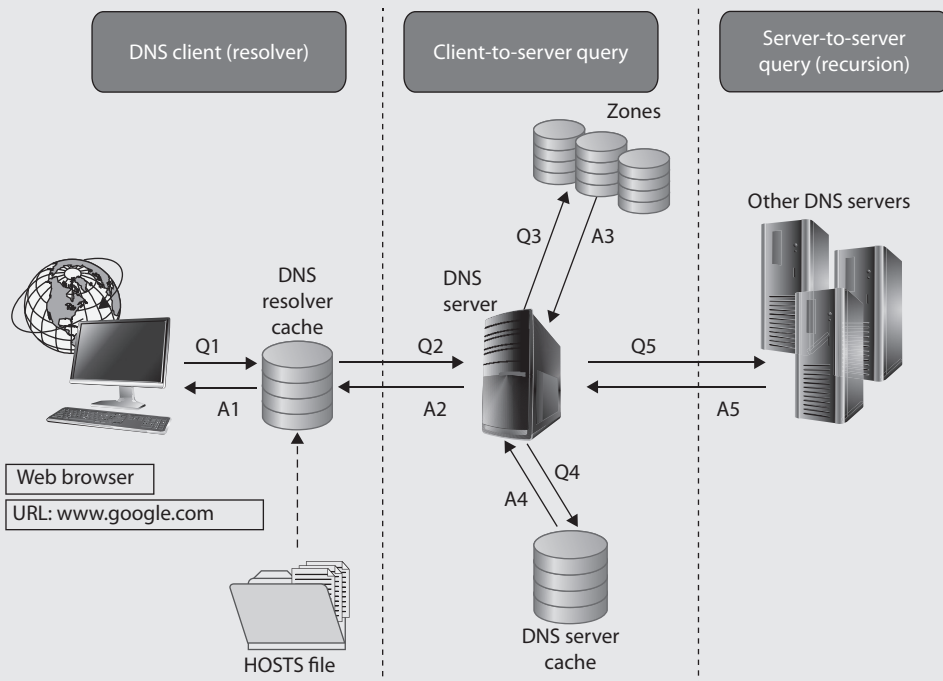 DNS client (resolver)
Client-to-server query
Server-to-server
query (recursion)
Zones
Other DNS servers
Q3
A3
DNS
resolver
cache
DNS
server
Q1
Q2
Q5
A1
A2
A5
Web browser
URL: www.google.com
A4
Q4
HOSTS file
DNS server
cache